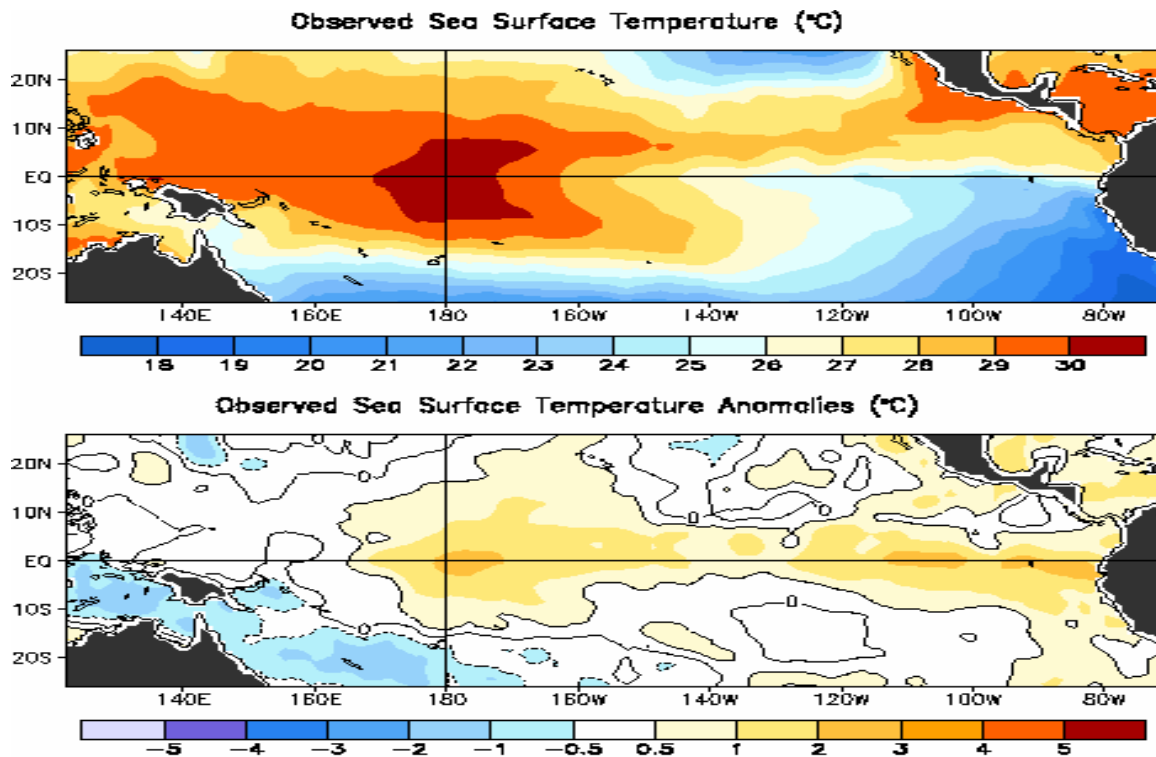 Observed Sea Surface Temperature (°C)
20N
10N
EQ
10S
20S
140E 160E 180 160W 140W 120W 100W 80W
18 19 20 21 22 23 24 25 26 27 28 29 30
Observed Sea Surface Temperature Anomalies (°C)
20N
10N
EQ
10S
20S
0
0
0
0
0
0
0
140E 160E 180 160W 140W 120W 100W 80W
-5 -4 -3 -2 -1 -0.5 0.5 1 2 3 4 5